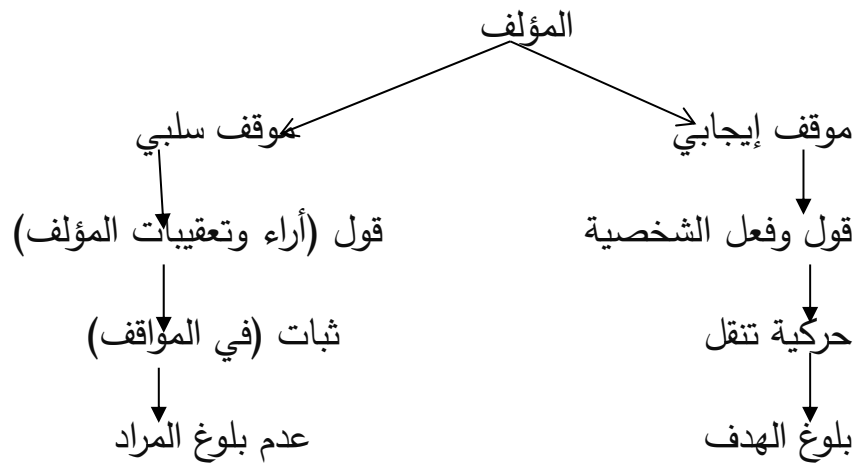 المؤلف
موقف إيجابي موقف سلبي
قول وفعل الشخصية قول (أراء وتعقيبات المؤلف)
حركية تنقل ثبات (في المواقف)
بلوغ الهدف عدم بلوغ المراد